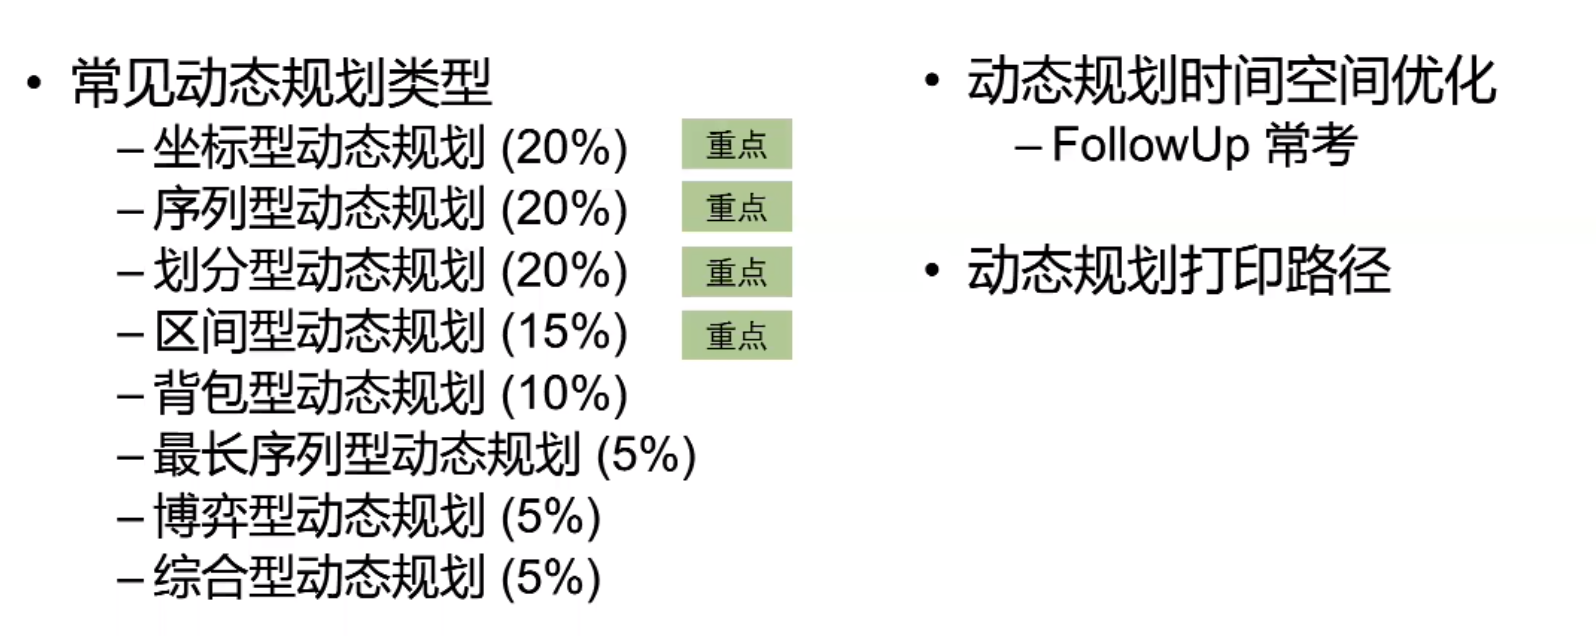 • 常见动态规划类型
– 坐标型动态规划 (20%) 重点
– 序列型动态规划 (20%) 重点
– 划分型动态规划 (20%) 重点
– 区间型动态规划 (15%) 重点
– 背包型动态规划 (10%)
– 最长序列型动态规划 (5%)
– 博弈型动态规划 (5%)
– 综合型动态规划 (5%)
• 动态规划时间空间优化
– FollowUp 常考
• 动态规划打印路径